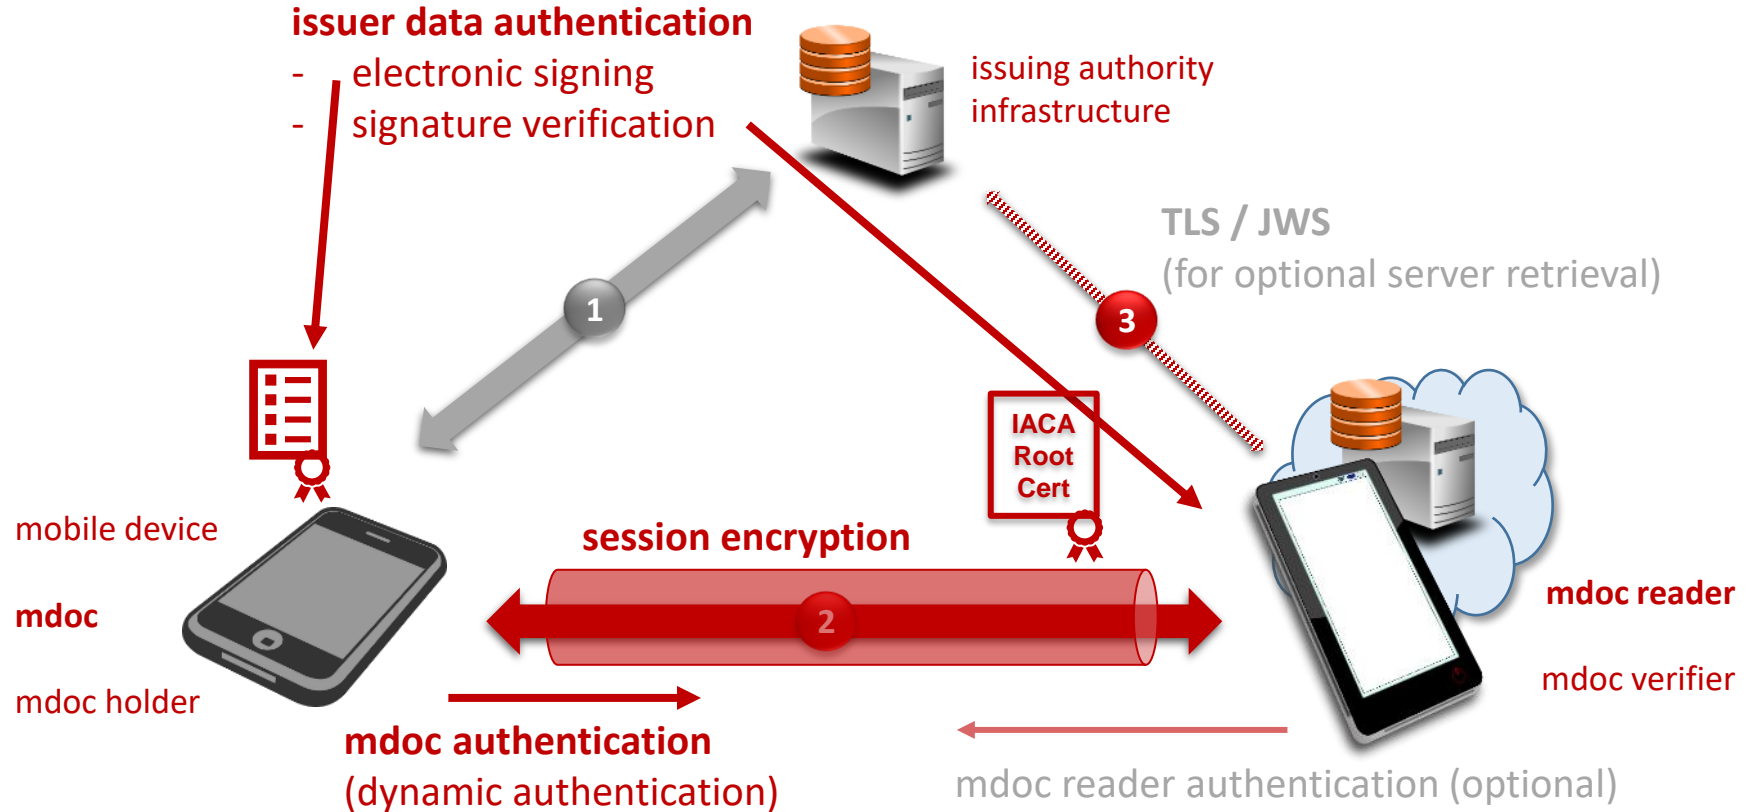 issuer data authentication
- electronic signing
- signature verification
issuing authority
infrastructure
TLS / JWS
(for optional server retrieval)
1
3
IACA
Root
Cert
mobile device
mdoc
mdoc holder
session encryption
2
mdoc reader
mdoc verifier
mdoc authentication
(dynamic authentication)
mdoc reader authentication (optional)